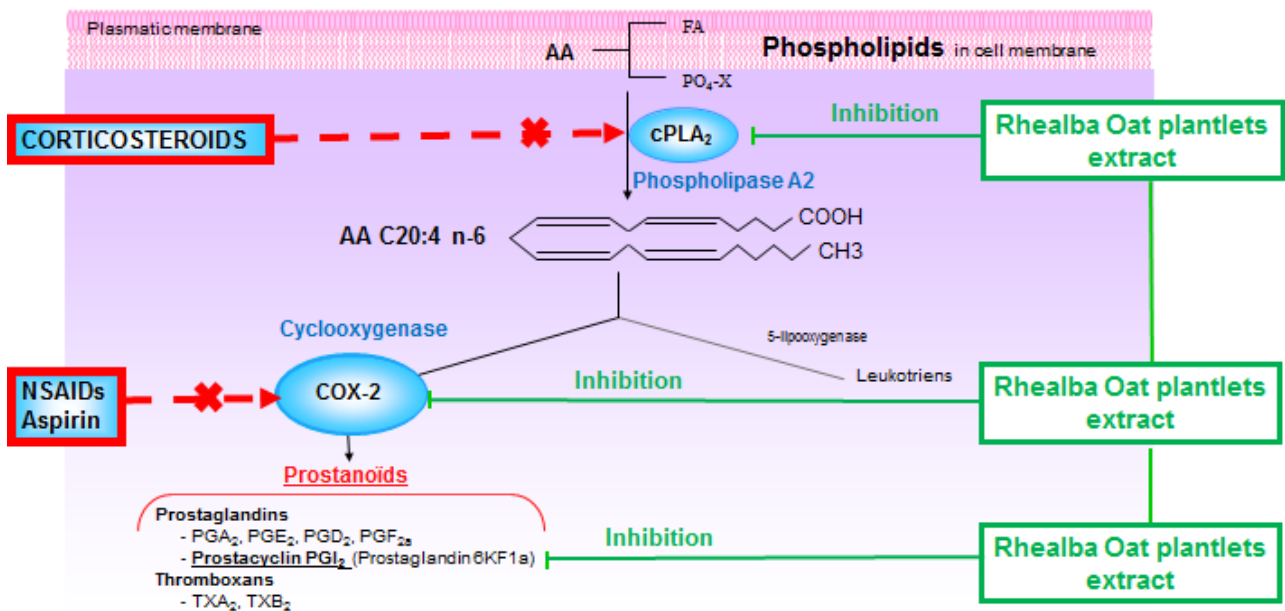 Plasmatic membrane
FA
AA
Phospholipids in cell membrane
PO₄-X
CORTICOSTEROIDS
cPLA₂
Inhibition
Rhealba Oat plantlets
extract
Phospholipase A2
AA C20:4 n-6
COOH
CH3
Cyclooxygenase
5-lipooxygenase
NSAIDs
Aspirin
COX-2
Inhibition
Leukotriens
Rhealba Oat plantlets
extract
Prostanoïds
Prostaglandins
- PGA₂, PGE₂, PGD₂, PGF₂ₐ
- Prostacyclin PGI₂ (Prostaglandin6KF1a)
Inhibition
Rhealba Oat plantlets
extract
Thromboxans
- TXA₂, TXB₂